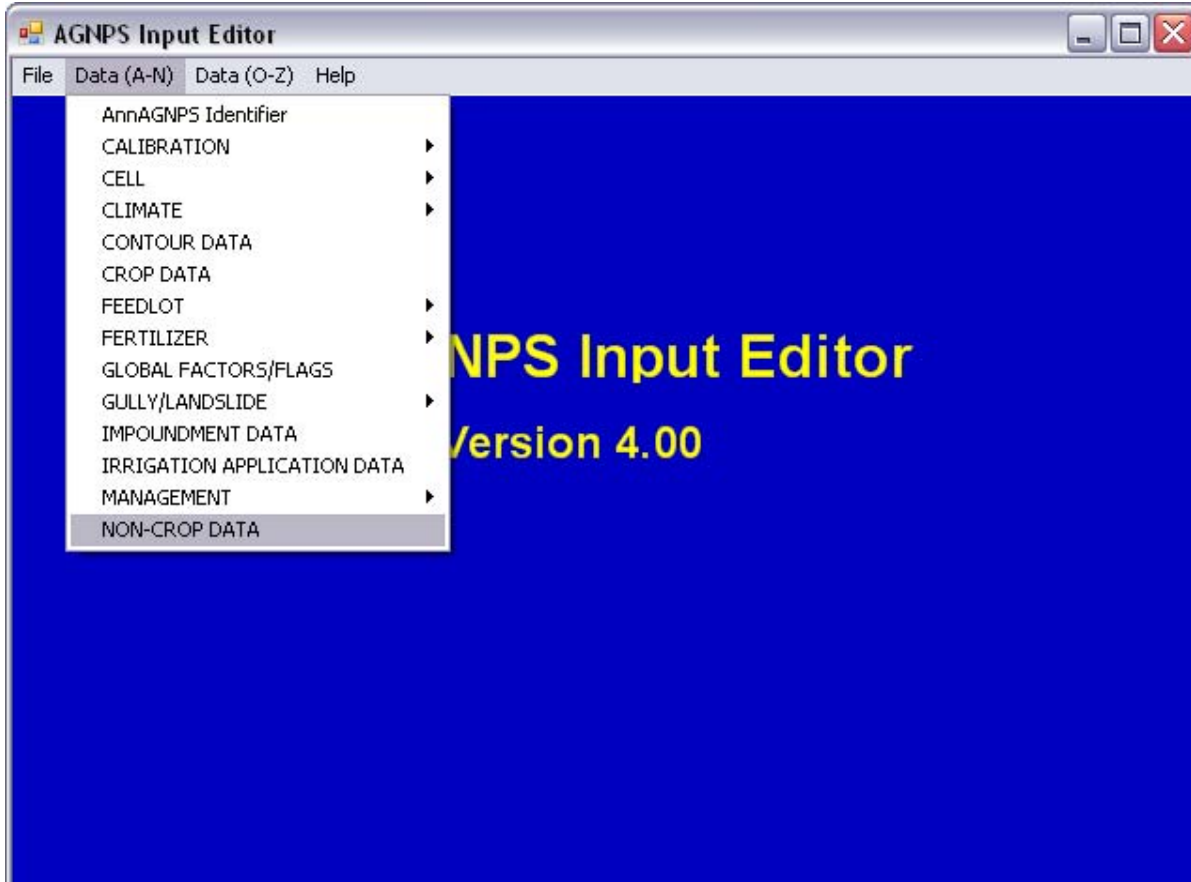 AGNPS Input Editor
File Data (A-N) Data (O-Z) Help
AnnAGNPS Identifier
CALIBRATION
CELL
CLIMATE
CONTOUR DATA
CROP DATA
FEEDLOT
FERTILIZER
GLOBAL FACTORS/FLAGS
GULLY/LANDSLIDE
IMPOUNDMENT DATA
IRRIGATION APPLICATION DATA
MANAGEMENT
NON-CROP DATA
NPS Input Editor
Version 4.00